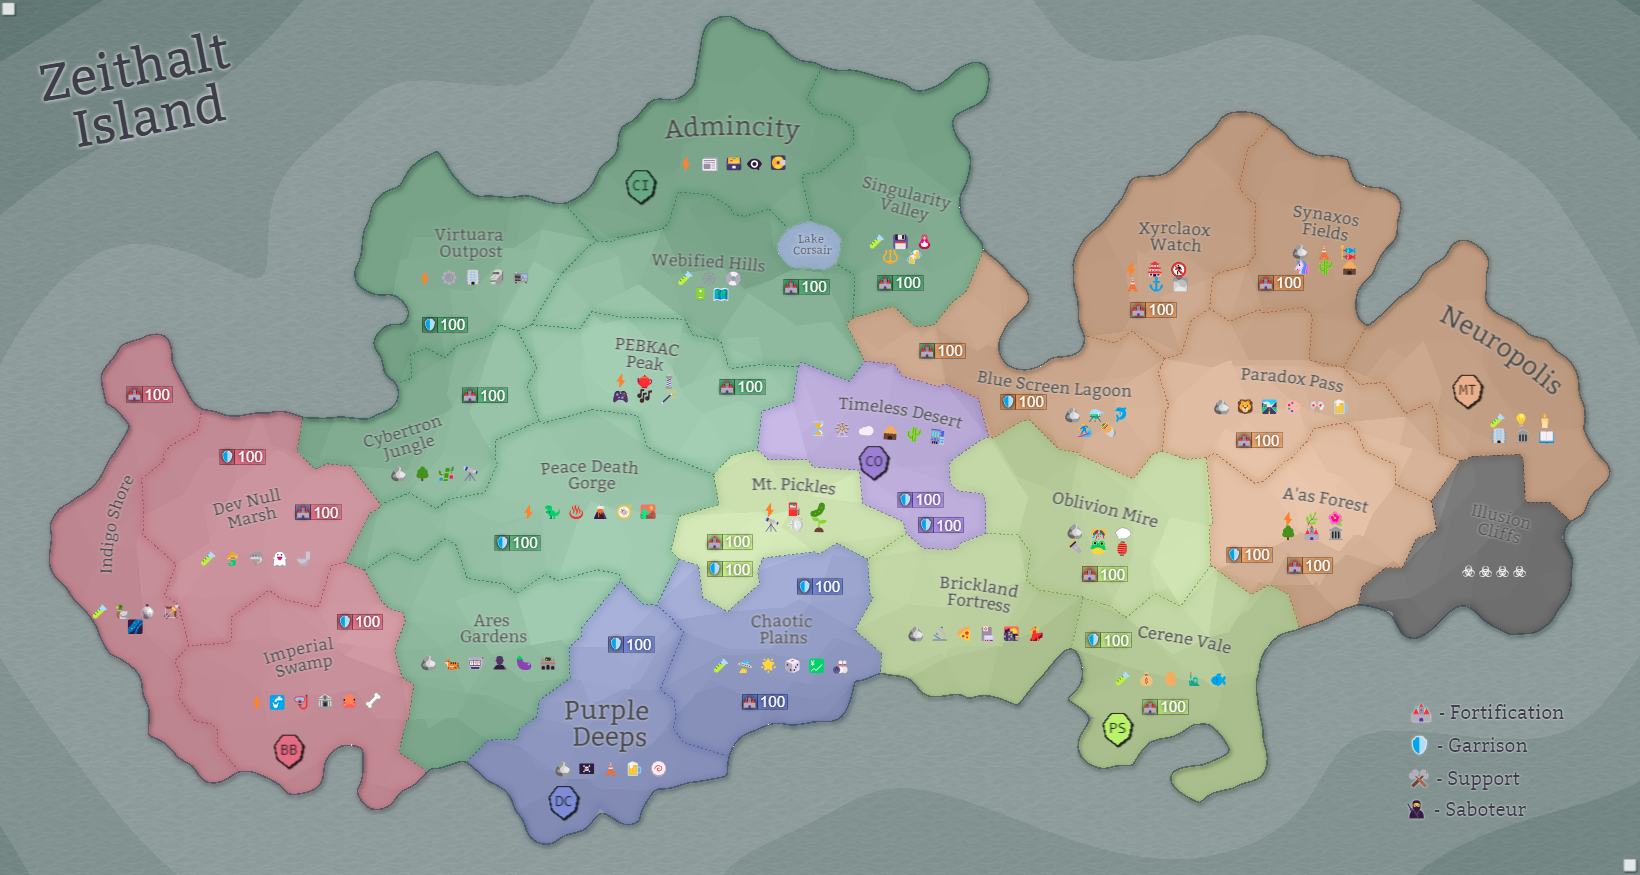 Zeithalt
Island
Admincity
CI
Singularity
Valley
Lake
Corsair
100
100
Virtuara
Outpost
100
Webified Hills
PEBKAC
Peak
100
Cybertron
Jungle
100
Peace Death
Gorge
100
Ares
Gardens
100
Indigo Shore
100
Dev Null
Marsh
100
Imperial
Swamp
100
BB
Timeless Desert
CO
100
100
Mt. Pickles
100
100
Chaotic
Plains
100
100
Purple
Deeps
100
DC
Blue Screen Lagoon
100
100
Xyrclaox
Watch
100
Synaxos
Fields
100
Neuropolis
MT
Paradox Pass
100
A'as Forest
100
100
Illusion
Cliffs
Oblivion Mire
100
Brickland
Fortress
Cerene Vale
100
100
PS
- Fortification
- Garrison
- Support
- Saboteur